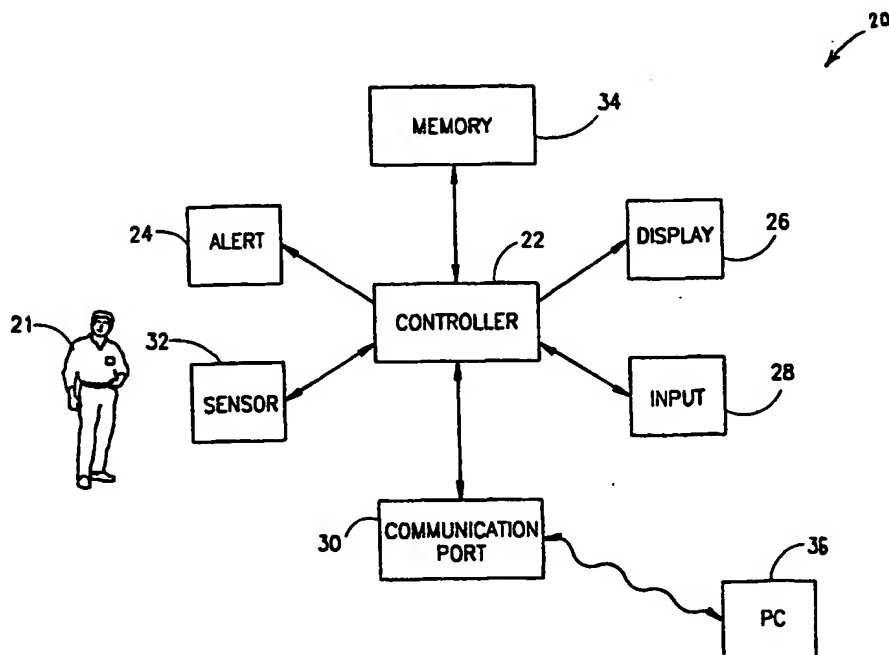 20
MEMORY
34
24
ALERT
22
DISPLAY
26
CONTROLLER
21
32
SENSOR
INPUT
28
30
COMMUNICATION
PORT
36
PC